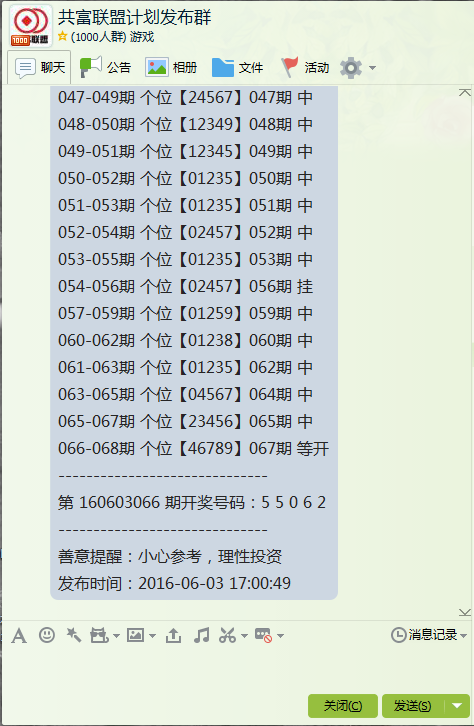 共富联盟计划发布群
(1000人群) 游戏
1000
联盟
聊天 公告 相册 文件 活动
047-049期 个位【24567】047期 中
048-050期 个位【12349】048期 中
049-051期 个位【12345】049期 中
050-052期 个位【01235】050期 中
051-053期 个位【01235】051期 中
052-054期 个位【02457】052期 中
053-055期 个位【01235】053期 中
054-056期 个位【02457】056期 挂
057-059期 个位【01259】059期 中
060-062期 个位【01238】060期 中
061-063期 个位【01235】062期 中
063-065期 个位【04567】064期 中
065-067期 个位【23456】065期 中
066-068期 个位【46789】067期 等开
------------------------------
第 160603066 期开奖号码：5 5 0 6 2
------------------------------
善意提醒：小心参考，理性投资
发布时间：2016-06-03 17:00:49
A 消息记录
关闭(C) 发送(S)